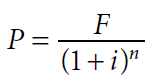 P = F / (1 + i)^n